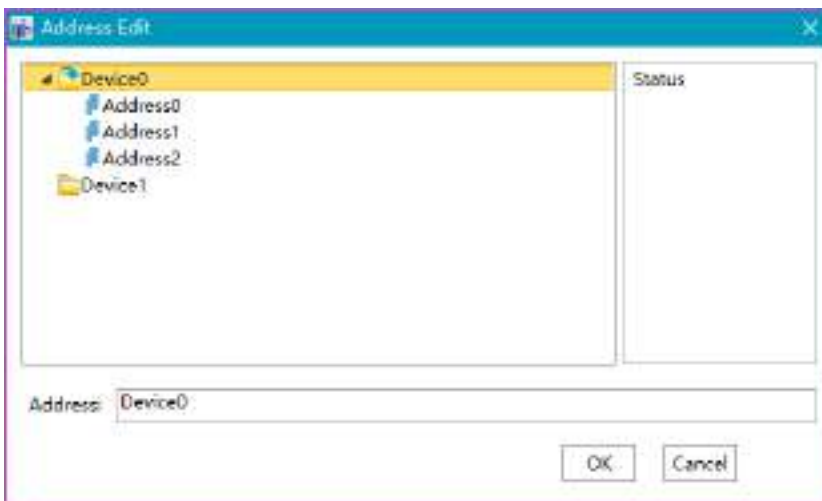 Address Edit
Device0
Address0
Address1
Address2
Device1
Status
Address: Device0
OK
Cancel